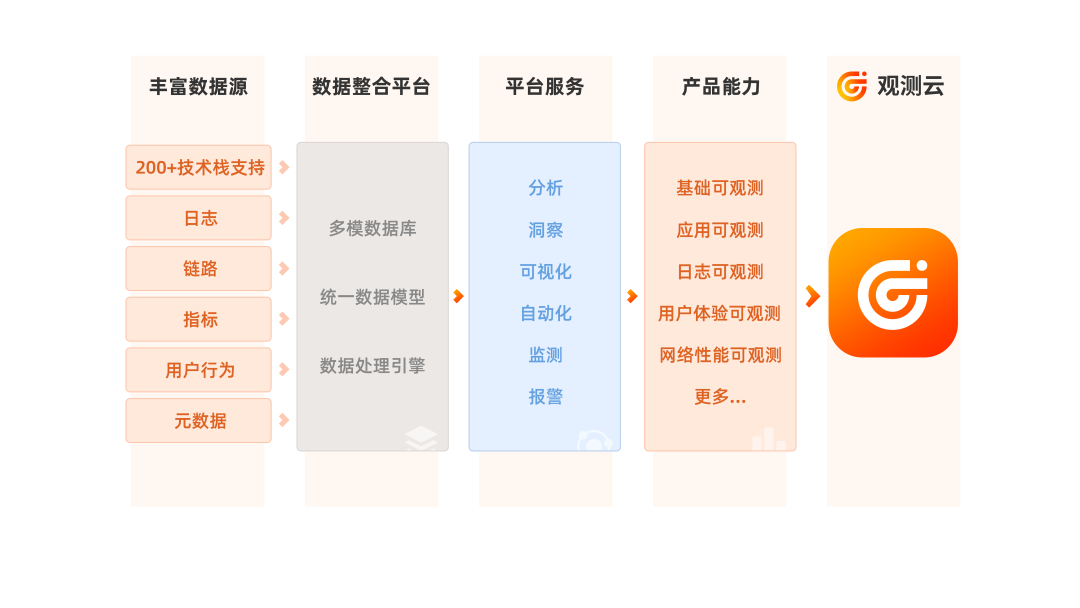 丰富数据源
200+技术栈支持
日志
链路
指标
用户行为
元数据
数据整合平台
多模数据库
统一数据模型
数据处理引擎
平台服务
分析
洞察
可视化
自动化
监测
报警
产品能力
基础可观测
应用可观测
日志可观测
用户体验可观测
网络性能可观测
更多...
观测云